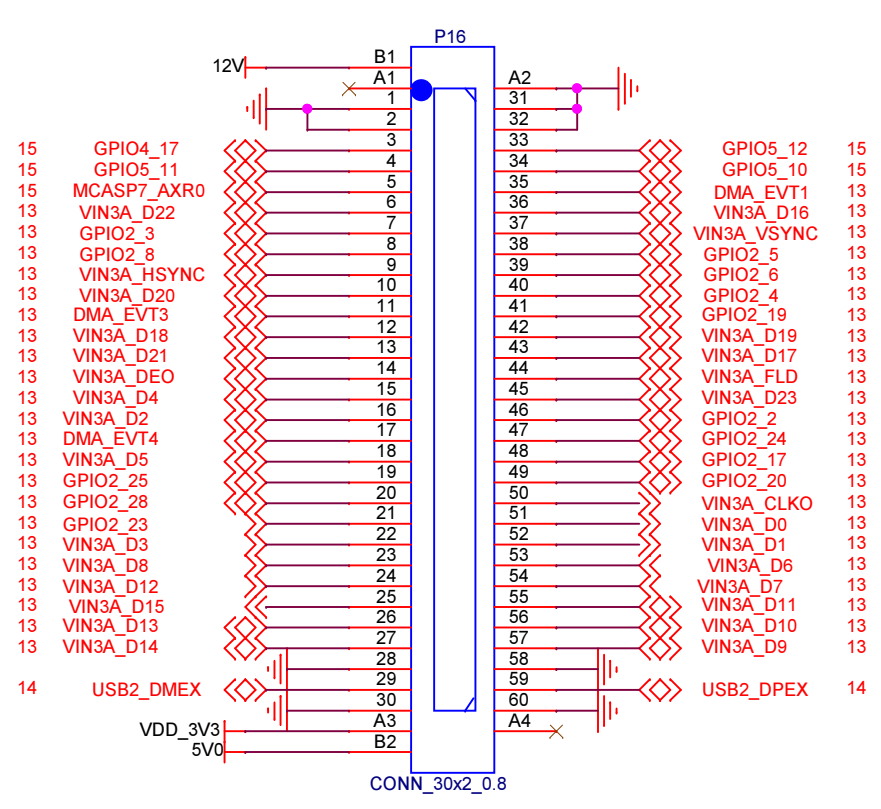 P16
12V B1
A1 A2
1 31
2 32
15 GPIO4_17 3 33 GPIO5_12 15
15 GPIO5_11 4 34 GPIO5_10 15
15 MCASP7_AXR0 5 35 DMA_EVT1 13
13 VIN3A_D22 6 36 VIN3A_D16 13
13 GPIO2_3 7 37 VIN3A_VSYNC 13
13 GPIO2_8 8 38 GPIO2_5 13
13 VIN3A_HSYNC 9 39 GPIO2_6 13
13 VIN3A_D20 10 40 GPIO2_4 13
13 DMA_EVT3 11 41 GPIO2_19 13
13 VIN3A_D18 12 42 VIN3A_D19 13
13 VIN3A_D21 13 43 VIN3A_D17 13
13 VIN3A_DEO 14 44 VIN3A_FLD 13
13 VIN3A_D4 15 45 VIN3A_D23 13
13 VIN3A_D2 16 46 GPIO2_2 13
13 DMA_EVT4 17 47 GPIO2_24 13
13 VIN3A_D5 18 48 GPIO2_17 13
13 GPIO2_25 19 49 GPIO2_20 13
13 GPIO2_28 20 50 VIN3A_CLKO 13
13 GPIO2_23 21 51 VIN3A_D0 13
13 VIN3A_D3 22 52 VIN3A_D1 13
13 VIN3A_D8 23 53 VIN3A_D6 13
13 VIN3A_D12 24 54 VIN3A_D7 13
13 VIN3A_D15 25 55 VIN3A_D11 13
13 VIN3A_D13 26 56 VIN3A_D10 13
13 VIN3A_D14 27 57 VIN3A_D9 13
28 58
14 USB2_DMEX 29 59 USB2_DPEX 14
30 60
VDD_3V3 A3 A4
5V0 B2
CONN_30x2_0.8